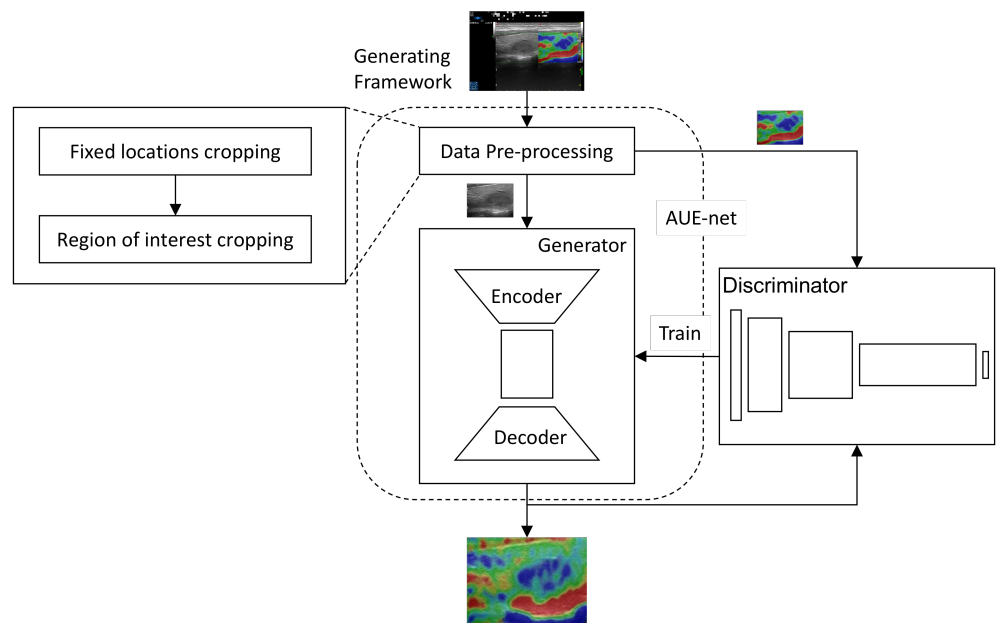 Generating
Framework
Fixed locations cropping
Region of interest cropping
Data Pre-processing
AUE-net
Generator
Encoder
Decoder
Train
Discriminator